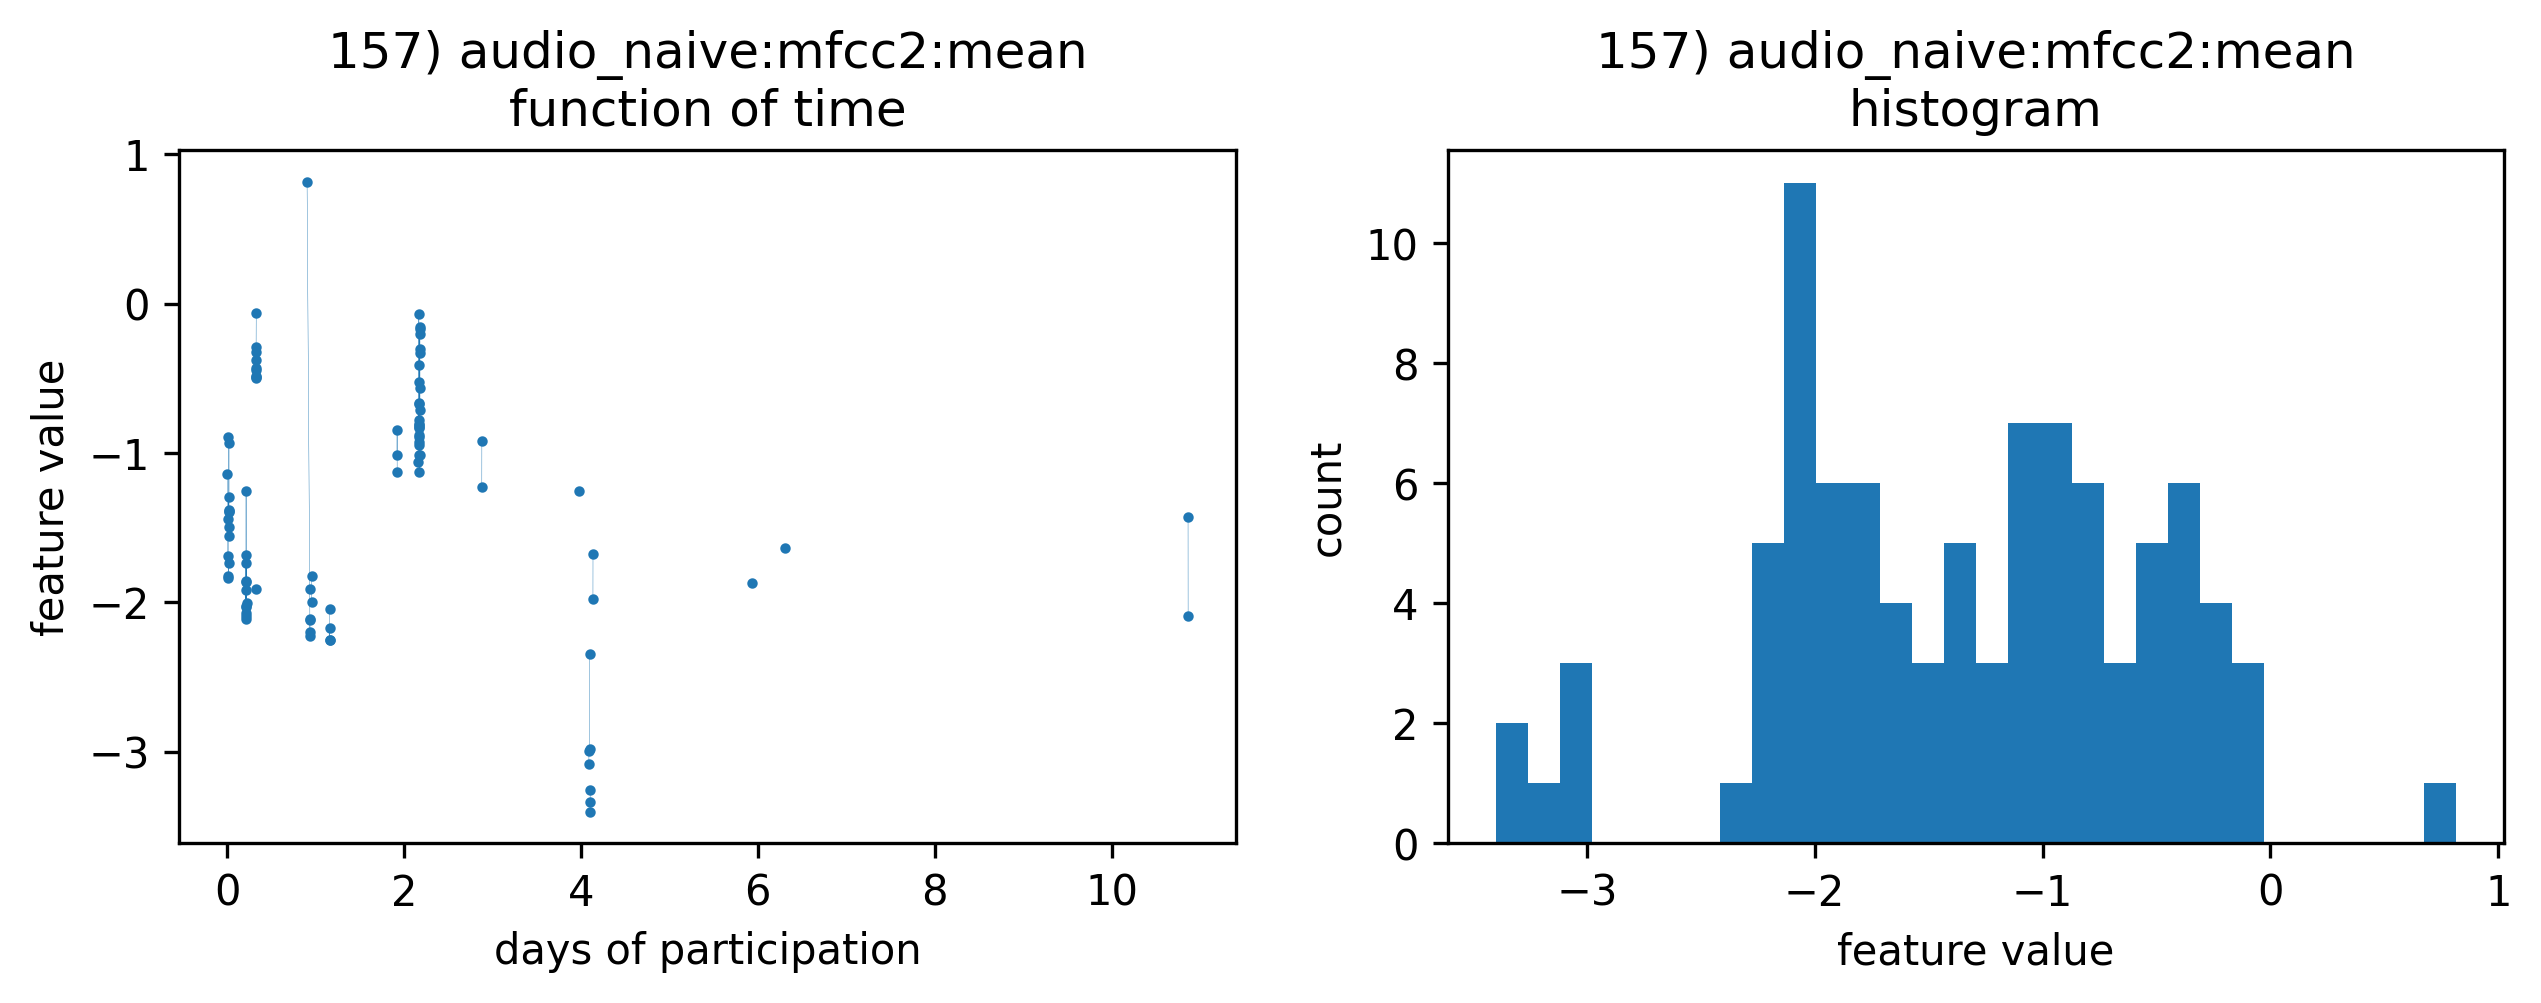 157) audio_naive:mfcc2:mean
function of time
1
0
−1
−2
−3
feature value
0 2 4 6 8 10
days of participation
157) audio_naive:mfcc2:mean
histogram
10
8
6
4
2
0
count
−3 −2 −1 0 1
feature value